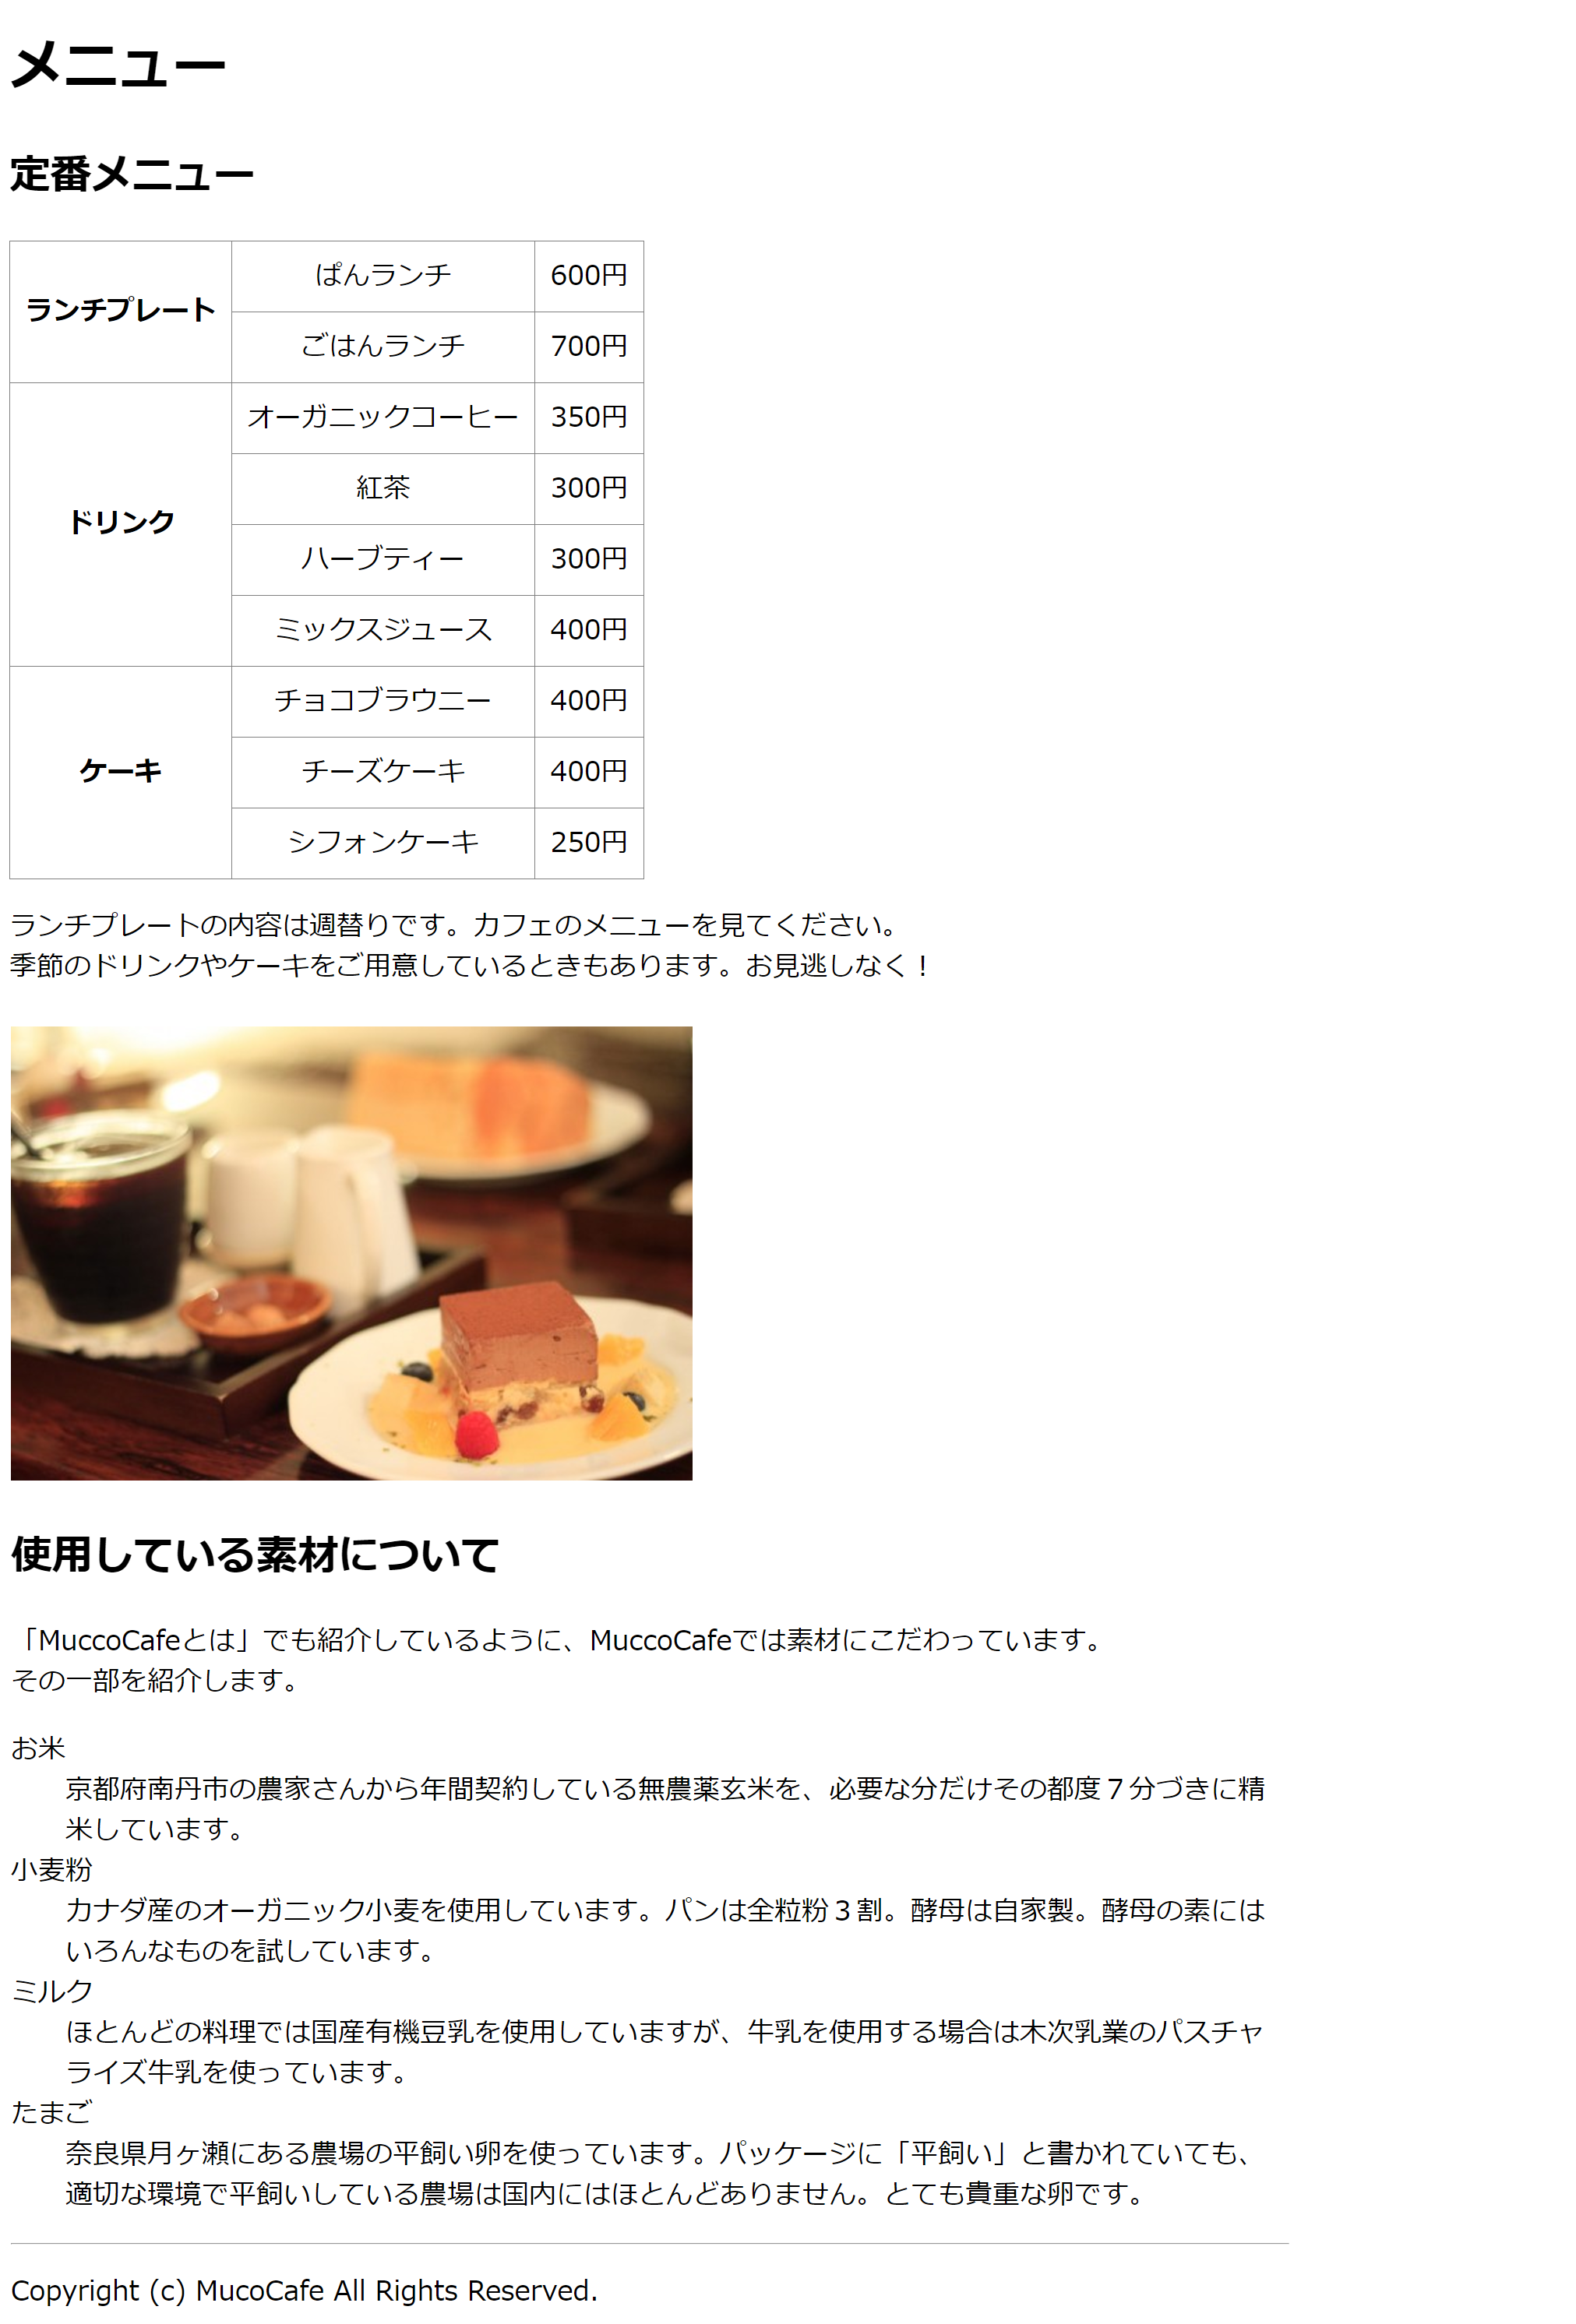 メニュー
定番メニュー
ランチプレート
ぱんランチ 600円
ごはんランチ 700円
ドリンク
オーガニックコーヒー 350円
紅茶 300円
ハーブティー 300円
ミックスジュース 400円
ケーキ
チョコブラウニー 400円
チーズケーキ 400円
シフォンケーキ 250円
ランチプレートの内容は週替りです。カフェのメニューを見てください。
季節のドリンクやケーキをご用意しているときもあります。お見逃しなく！
使用している素材について
「MuccoCafeとは」でも紹介しているように、MuccoCafeでは素材にこだわっています。
その一部を紹介します。
お米
京都府南丹市の農家さんから年間契約している無農薬玄米を、必要な分だけその都度７分づきに精
米しています。
小麦粉
カナダ産のオーガニック小麦を使用しています。パンは全粒粉３割。酵母は自家製。酵母の素には
いろんなものを試しています。
ミルク
ほとんどの料理では国産有機豆乳を使用していますが、牛乳を使用する場合は木次乳業のパスチャ
ライズ牛乳を使っています。
たまご
奈良県月ヶ瀬にある農場の平飼い卵を使っています。パッケージに「平飼い」と書かれていても、
適切な環境で平飼いしている農場は国内にはほとんどありません。とても貴重な卵です。
Copyright (c) MucoCafe All Rights Reserved.